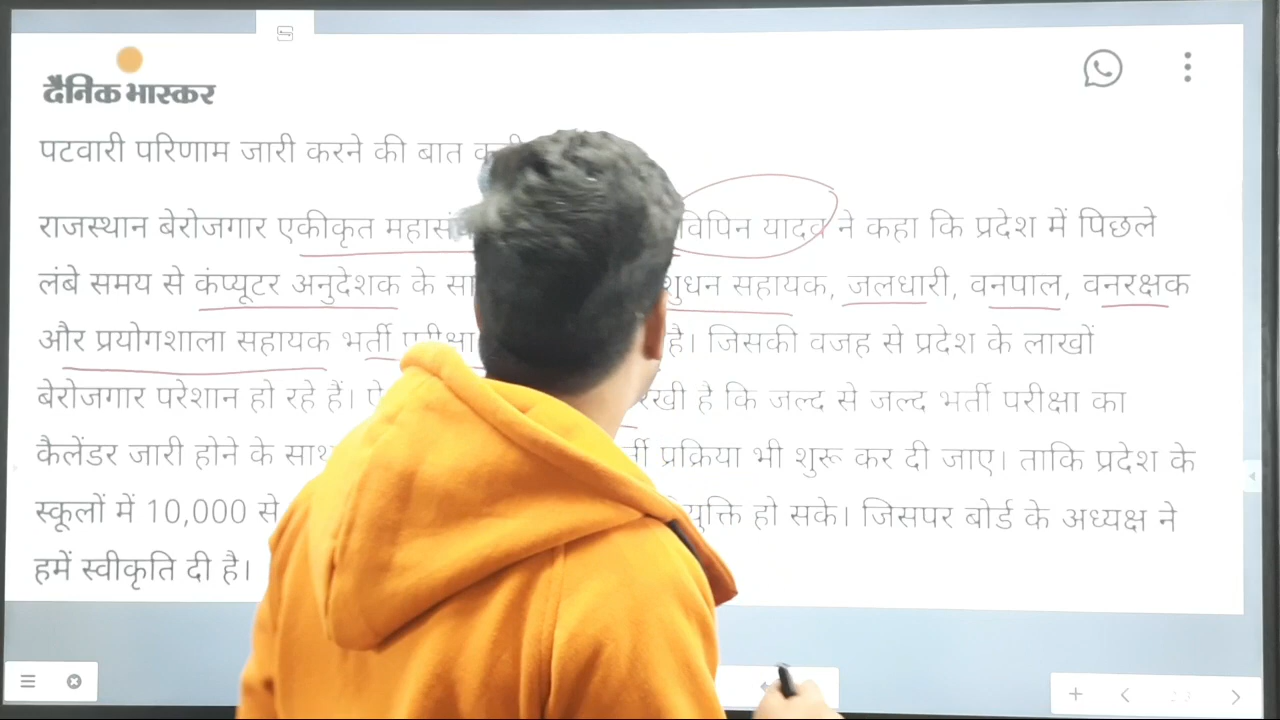 दैनिक भास्कर
पटवारी परिणाम जारी करने की बात
राजस्थान बेरोजगार एकीकृत विपिन यादव ने कहा कि प्रदेश में पिछले
लंबे समय से कंप्यूटर अनुदेशक के सहायक, जलधारी, वनपाल, वनरक्षक
और प्रयोगशाला सहायक भर्ती परीक्षा है। जिसकी वजह से प्रदेश के लाखों
बेरोजगार परेशान हो रहे हैं। है कि जल्द से जल्द भर्ती परीक्षा का
कैलेंडर जारी होने के प्रक्रिया भी शुरू कर दी जाए। ताकि प्रदेश के
स्कूलों में 10,000 से हो सके। जिसपर बोर्ड के अध्यक्ष ने
हमें स्वीकृति दी है।